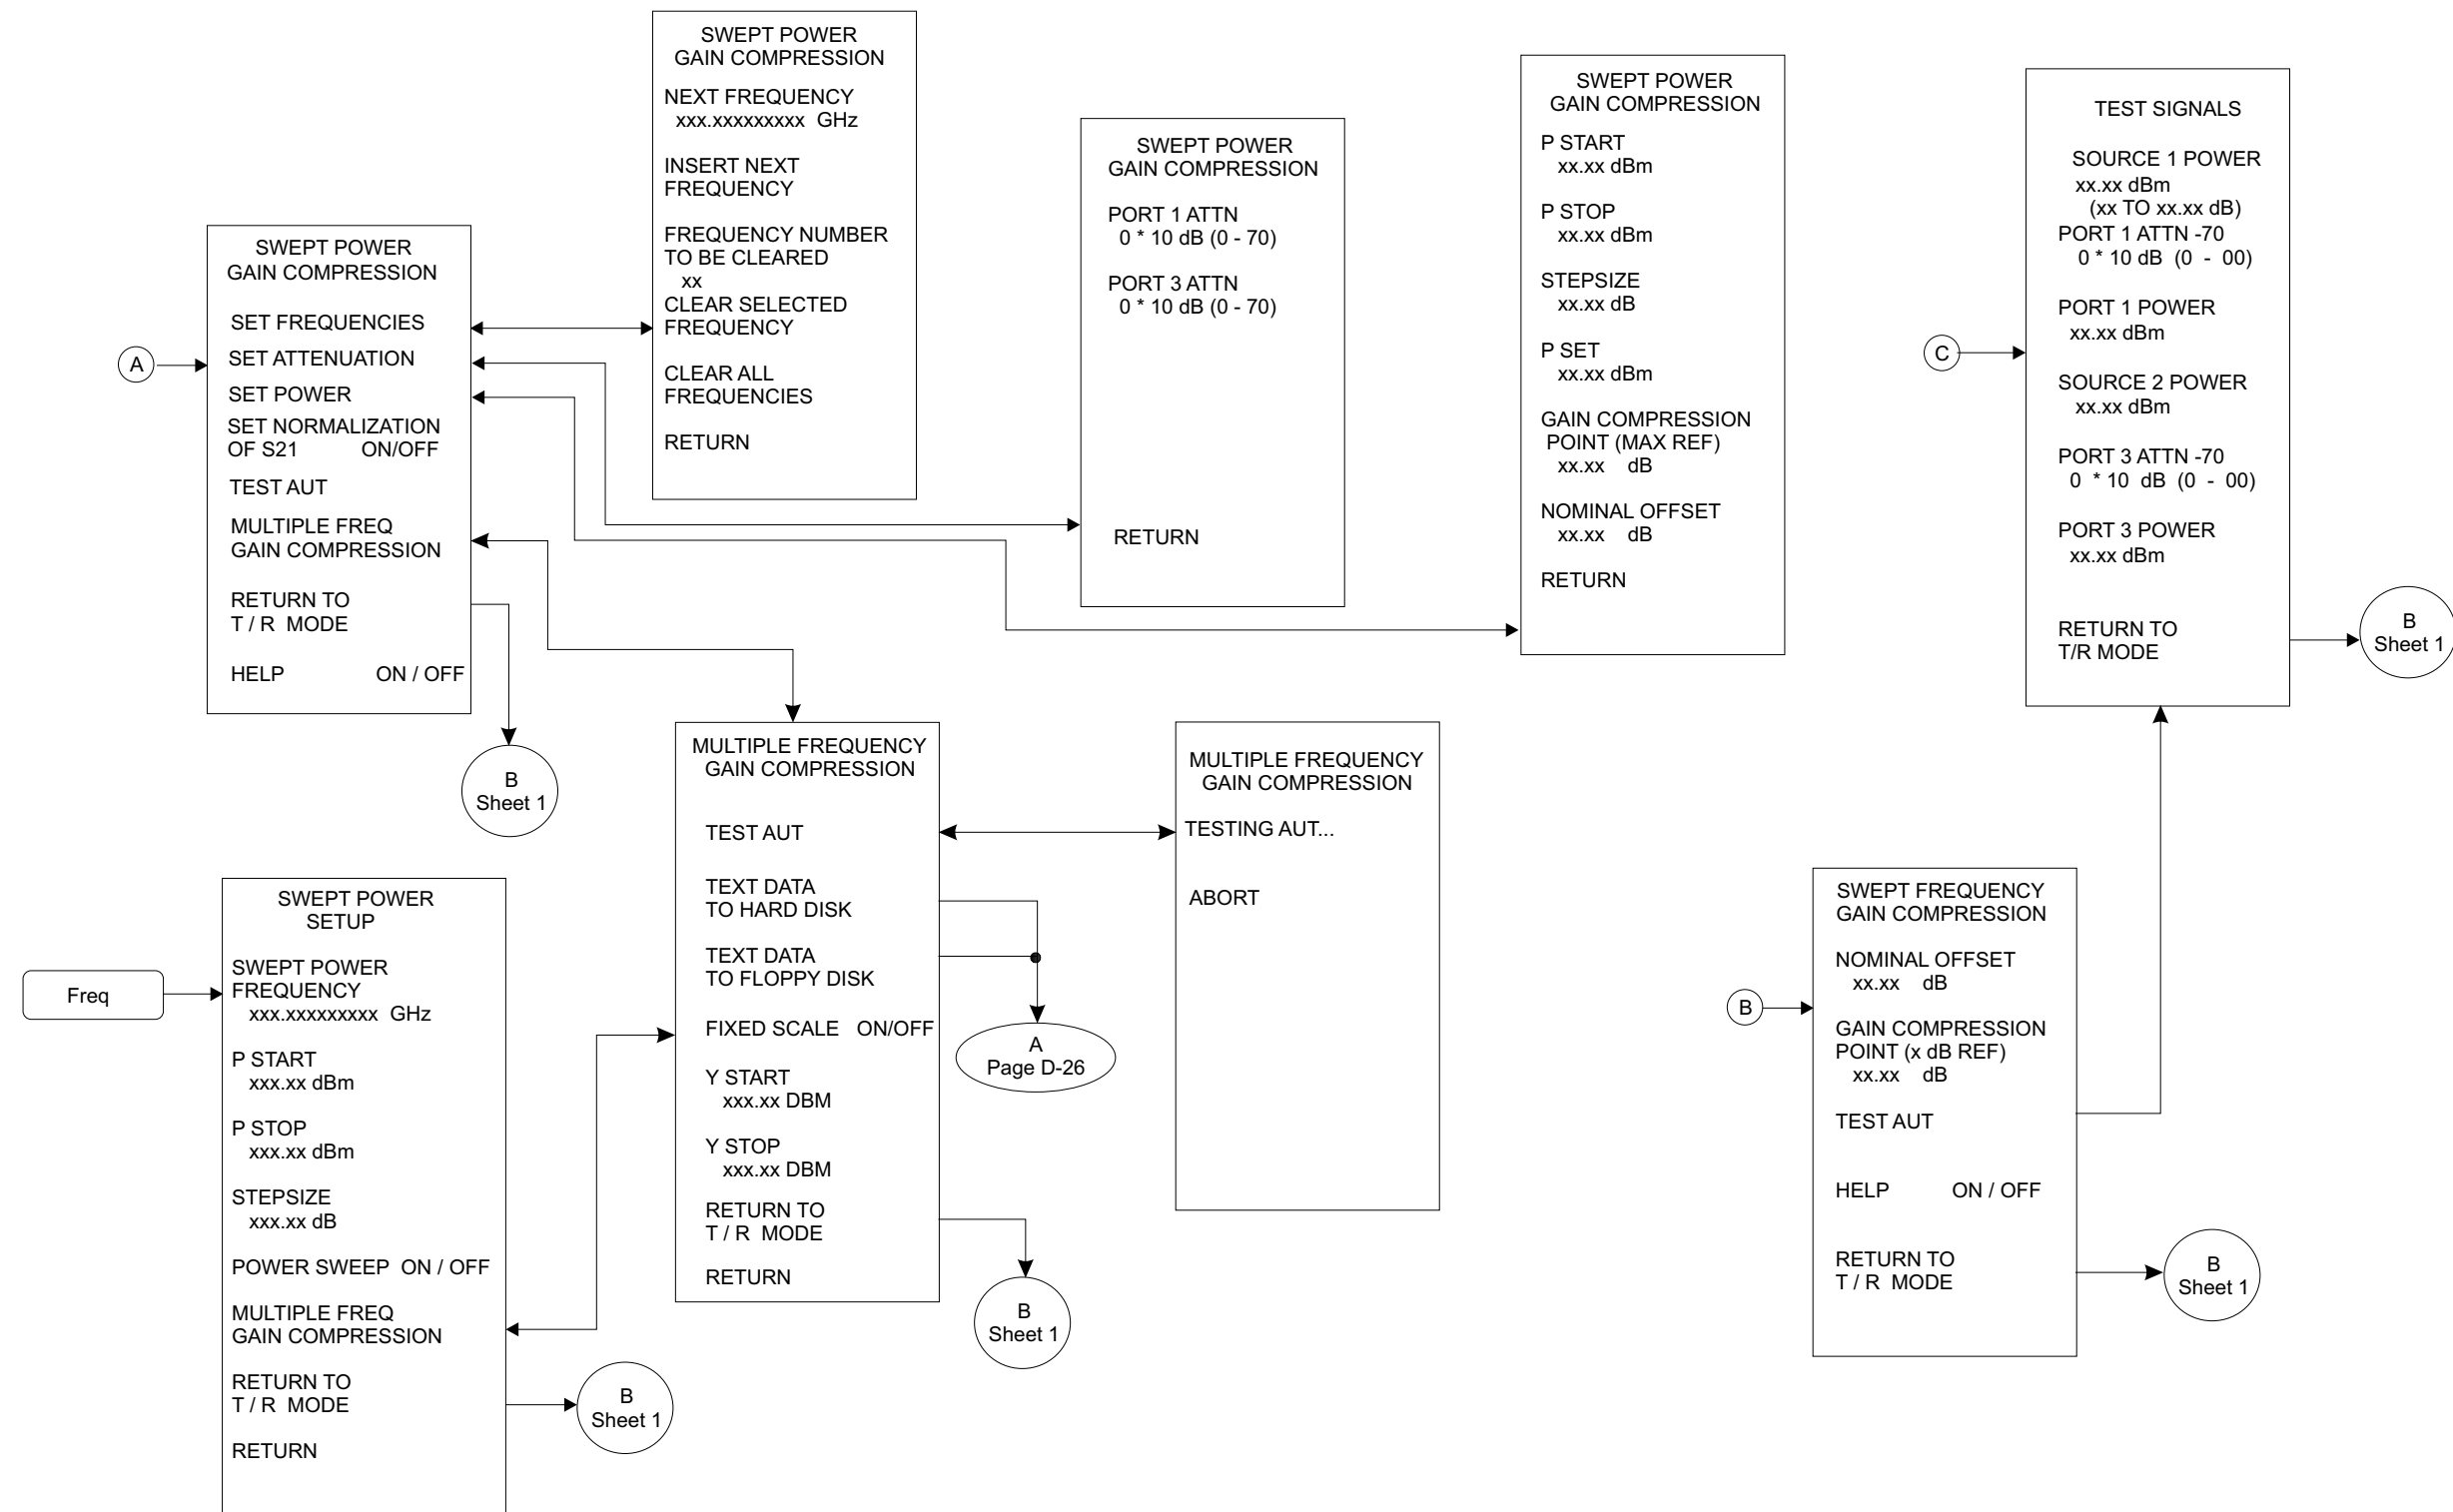 A
SWEPT POWER
GAIN COMPRESSION
SET FREQUENCIES
SET ATTENUATION
SET POWER
SET NORMALIZATION
OF S21 ON/OFF
TEST AUT
MULTIPLE FREQ
GAIN COMPRESSION
RETURN TO
T / R MODE
HELP ON / OFF
B
Sheet 1
SWEPT POWER
GAIN COMPRESSION
NEXT FREQUENCY
xxx.xxxxxxxxx GHz
INSERT NEXT
FREQUENCY
FREQUENCY NUMBER
TO BE CLEARED
xx
CLEAR SELECTED
FREQUENCY
CLEAR ALL
FREQUENCIES
RETURN
SWEPT POWER
GAIN COMPRESSION
PORT 1 ATTN
0 * 10 dB (0 - 70)
PORT 3 ATTN
0 * 10 dB (0 - 70)
RETURN
SWEPT POWER
GAIN COMPRESSION
P START
xx.xx dBm
P STOP
xx.xx dBm
STEPSIZE
xx.xx dB
P SET
xx.xx dBm
GAIN COMPRESSION
POINT (MAX REF)
xx.xx dB
NOMINAL OFFSET
xx.xx dB
RETURN
C
TEST SIGNALS
SOURCE 1 POWER
xx.xx dBm
(xx TO xx.xx dB)
PORT 1 ATTN -70
0 * 10 dB (0 - 00)
PORT 1 POWER
xx.xx dBm
SOURCE 2 POWER
xx.xx dBm
PORT 3 ATTN -70
0 * 10 dB (0 - 00)
PORT 3 POWER
xx.xx dBm
RETURN TO
T/R MODE
B
Sheet 1
Freq
SWEPT POWER
SETUP
SWEPT POWER
FREQUENCY
xxx.xxxxxxxxx GHz
P START
xxx.xx dBm
P STOP
xxx.xx dBm
STEPSIZE
xxx.xx dB
POWER SWEEP ON / OFF
MULTIPLE FREQ
GAIN COMPRESSION
RETURN TO
T / R MODE
RETURN
B
Sheet 1
MULTIPLE FREQUENCY
GAIN COMPRESSION
TEST AUT
TEXT DATA
TO HARD DISK
TEXT DATA
TO FLOPPY DISK
FIXED SCALE ON/OFF
Y START
xxx.xx DBM
Y STOP
xxx.xx DBM
RETURN TO
T / R MODE
RETURN
A
Page D-26
B
Sheet 1
MULTIPLE FREQUENCY
GAIN COMPRESSION
TESTING AUT...
ABORT
B
SWEPT FREQUENCY
GAIN COMPRESSION
NOMINAL OFFSET
xx.xx dB
GAIN COMPRESSION
POINT (x dB REF)
xx.xx dB
TEST AUT
HELP ON / OFF
RETURN TO
T / R MODE
B
Sheet 1